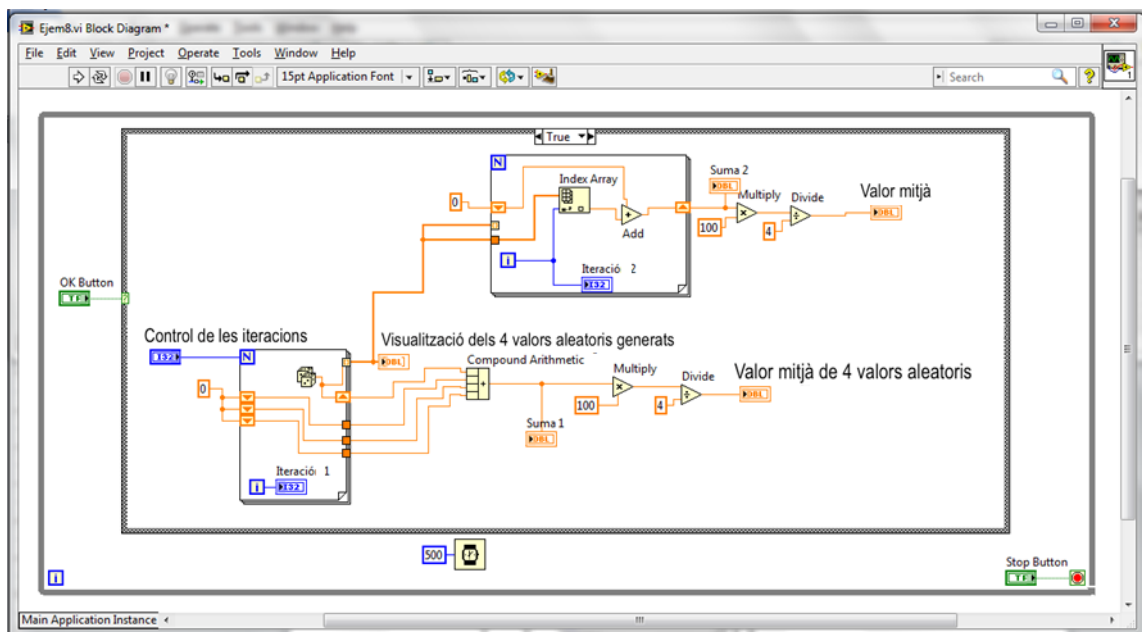 Ejem8.vi Block Diagram *
File Edit View Project Operate Tools Window Help
15pt Application Font
Search
1
True
N
Index Array
0
Add
i
Iteració 2
I32
Suma 2
DBL
Multiply
100
Divide
4
Valor mitjà
DBL
OK Button
TF
?
Control de les iteracions
I32
N
0
Iteració 1
i
I32
Visualització dels 4 valors aleatoris generats
DBL
Compound Arithmetic
Suma 1
DBL
Multiply
100
Divide
4
Valor mitjà de 4 valors aleatoris
DBL
500
i
Stop Button
TF
Main Application Instance